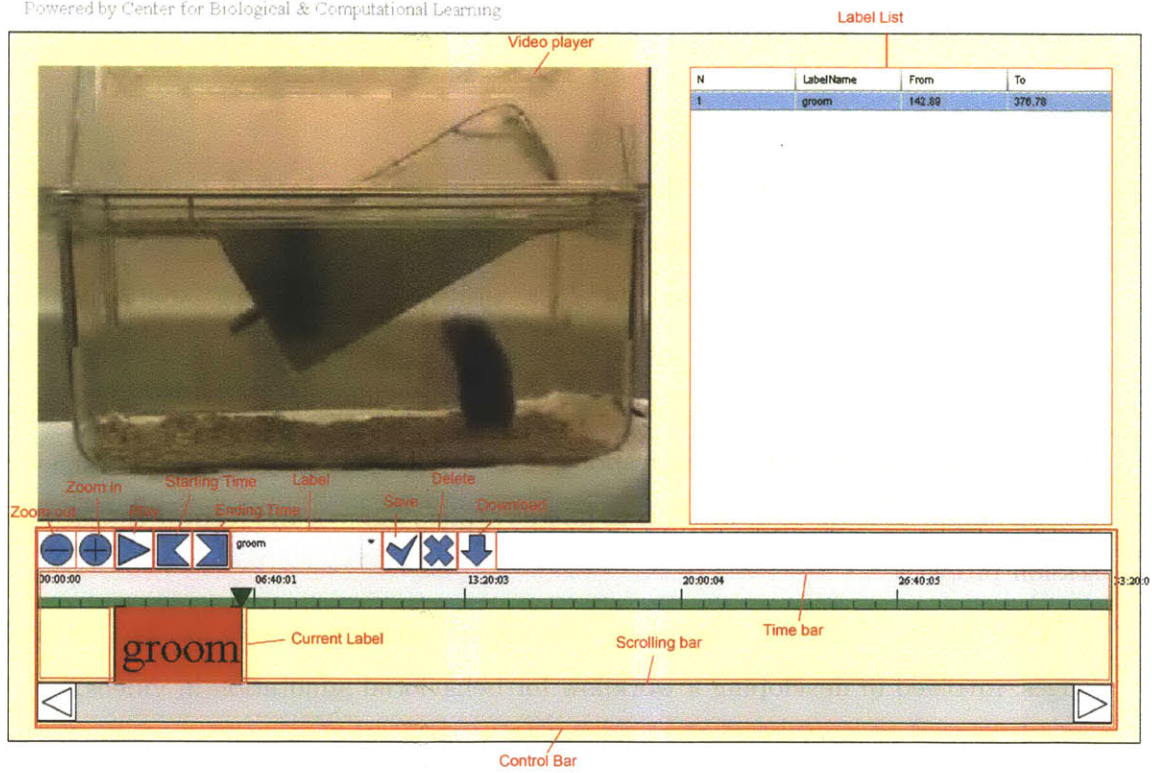 Powered by Center for Biological & Computational Learning
Label List
Video player
N LabelName From To
1 groom 142.89 376.78
Zoom out Zoom in Play Starting Time Ending Time Label Save Delete Download
groom
00:00:00 06:40:01 13:20:03 20:00:04 26:40:05 33:20:0
groom
Current Label
Scrolling bar
Time bar
Control Bar